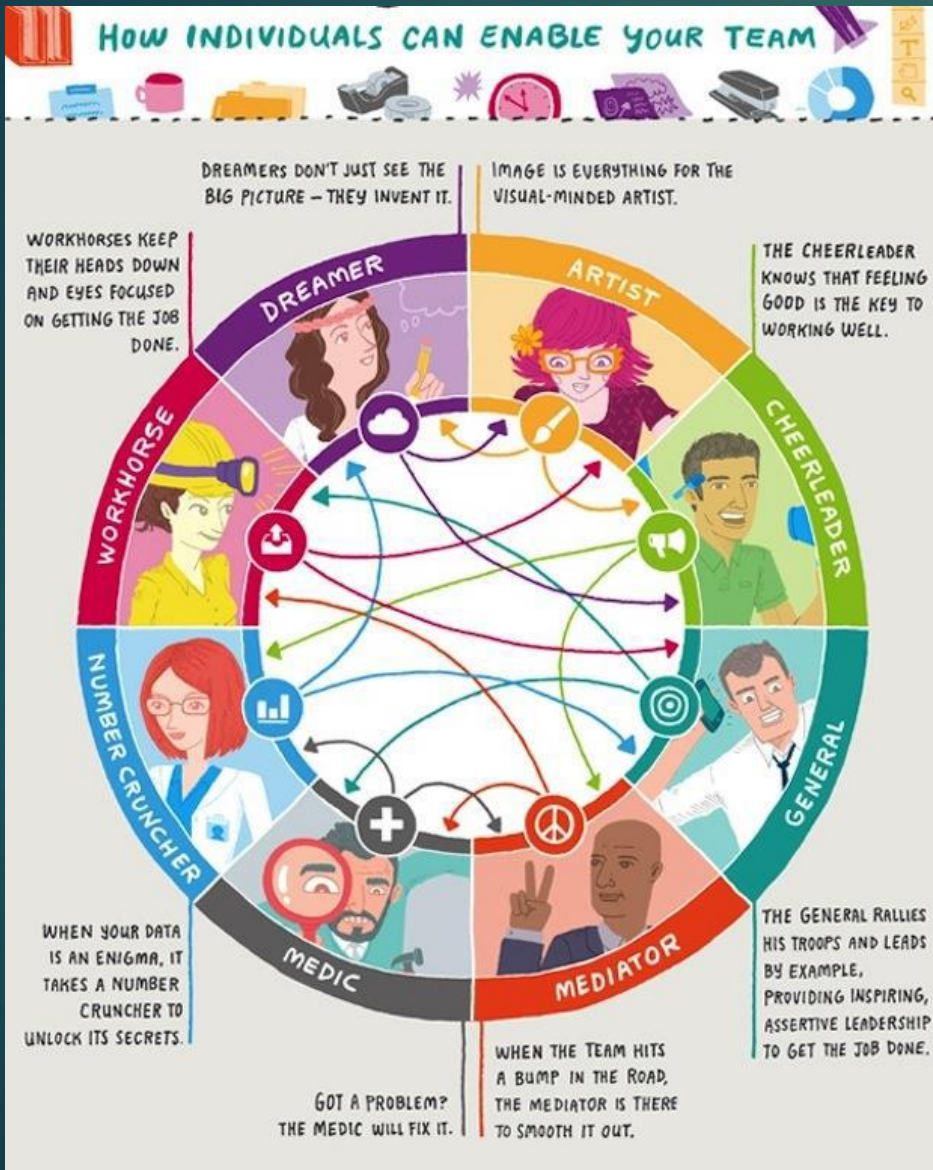 HOW INDIVIDUALS CAN ENABLE YOUR TEAM
DREAMERS DON'T JUST SEE THE
BIG PICTURE – THEY INVENT IT.
IMAGE IS EVERYTHING FOR THE
VISUAL-MINDED ARTIST.
WORKHORSES KEEP
THEIR HEADS DOWN
AND EYES FOCUSED
ON GETTING THE JOB
DONE.
THE CHEERLEADER
KNOWS THAT FEELING
GOOD IS THE KEY TO
WORKING WELL.
DREAMER
ARTIST
WORKHORSE
CHEERLEADER
NUMBER CRUNCHER
GENERAL
MEDIC
MEDIATOR
WHEN YOUR DATA
IS AN ENIGMA, IT
TAKES A NUMBER
CRUNCHER TO
UNLOCK ITS SECRETS.
THE GENERAL RALLIES
HIS TROOPS AND LEADS
BY EXAMPLE,
PROVIDING INSPIRING,
ASSERTIVE LEADERSHIP
TO GET THE JOB DONE.
GOT A PROBLEM?
THE MEDIC WILL FIX IT.
WHEN THE TEAM HITS
A BUMP IN THE ROAD,
THE MEDIATOR IS THERE
TO SMOOTH IT OUT.